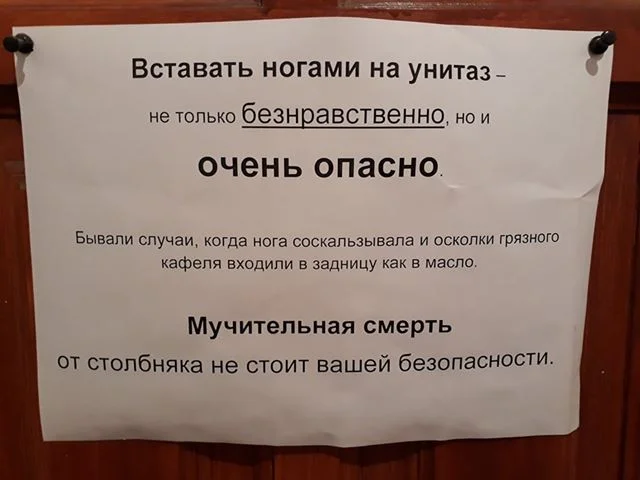 Вставать ногами на унитаз –
не только безнравственно, но и
очень опасно.
Бывали случаи, когда нога соскальзывала и осколки грязного
кафеля входили в задницу как в масло.
Мучительная смерть
от столбняка не стоит вашей безопасности.